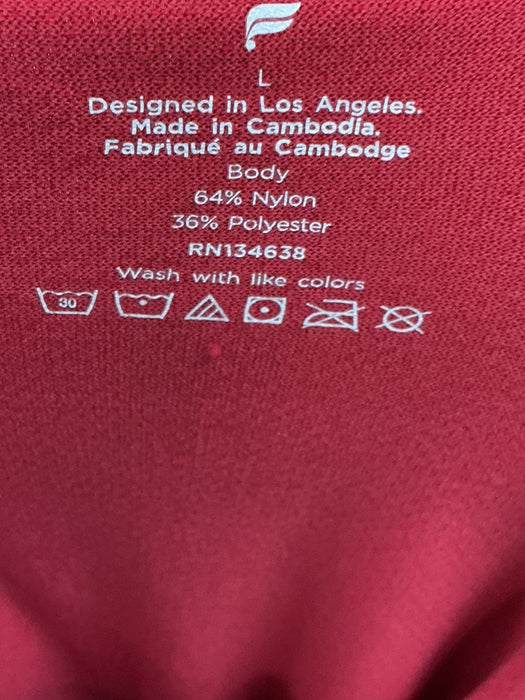 L
Designed in Los Angeles.
Made in Cambodia.
Fabriqué au Cambodge
Body
64% Nylon
36% Polyester
RN134638
Wash with like colors
30